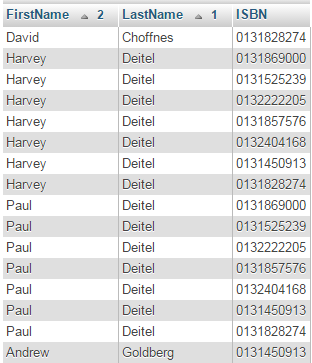 FirstName ▲ 2 LastName ▲ 1 ISBN
David Choffnes 0131828274
Harvey Deitel 0131869000
Harvey Deitel 0131525239
Harvey Deitel 0132222205
Harvey Deitel 0131857576
Harvey Deitel 0132404168
Harvey Deitel 0131450913
Harvey Deitel 0131828274
Paul Deitel 0131869000
Paul Deitel 0131525239
Paul Deitel 0132222205
Paul Deitel 0131857576
Paul Deitel 0132404168
Paul Deitel 0131450913
Paul Deitel 0131828274
Andrew Goldberg 0131450913